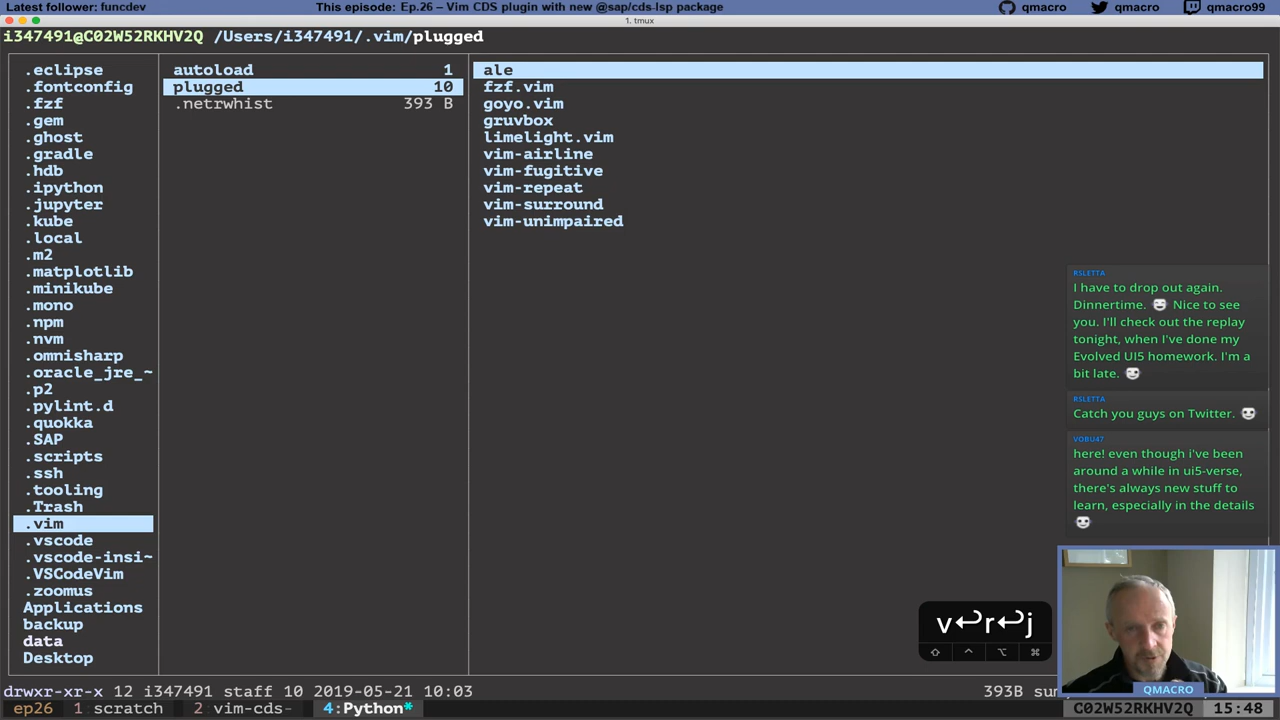 Latest follower: funcdev
This episode: Ep.26 – Vim CDS plugin with new @sap/cds-lsp package
qmacro
qmacro
qmacro99
1. tmux
i347491@C02W52RKHV2Q /Users/i347491/.vim/plugged
.eclipse
.fontconfig
.fzf
.gem
.ghost
.gradle
.hdb
.ipython
.jupyter
.kube
.local
.m2
.matplotlib
.minikube
.mono
.npm
.nvm
.omnisharp
.oracle_jre_~
.p2
.pylint.d
.quokka
.SAP
.scripts
.ssh
.tooling
.Trash
.vim
.vscode
.vscode-insi~
.VSCodeVim
.zoomus
Applications
backup
data
Desktop
autoload 1
plugged 10
.netrwhist 393 B
ale
fzf.vim
goyo.vim
gruvbox
limelight.vim
vim-airline
vim-fugitive
vim-repeat
vim-surround
vim-unimpaired
RSLETTA
I have to drop out again.
Dinnertime. Nice to see
you. I'll check out the replay
tonight, when I've done my
Evolved UI5 homework. I'm a
bit late.
RSLETTA
Catch you guys on Twitter.
VOBU47
here! even though i've been
around a while in ui5-verse,
there's always new stuff to
learn, especially in the details
v↩r↩j
⇧ ^ ⌥ ⌘
QMACRO
drwxr-xr-x 12 i347491 staff 10 2019-05-21 10:03 393B sum
ep26 1 scratch 2 vim-cds- 4:Python* C02W52RKHV2Q 15:48